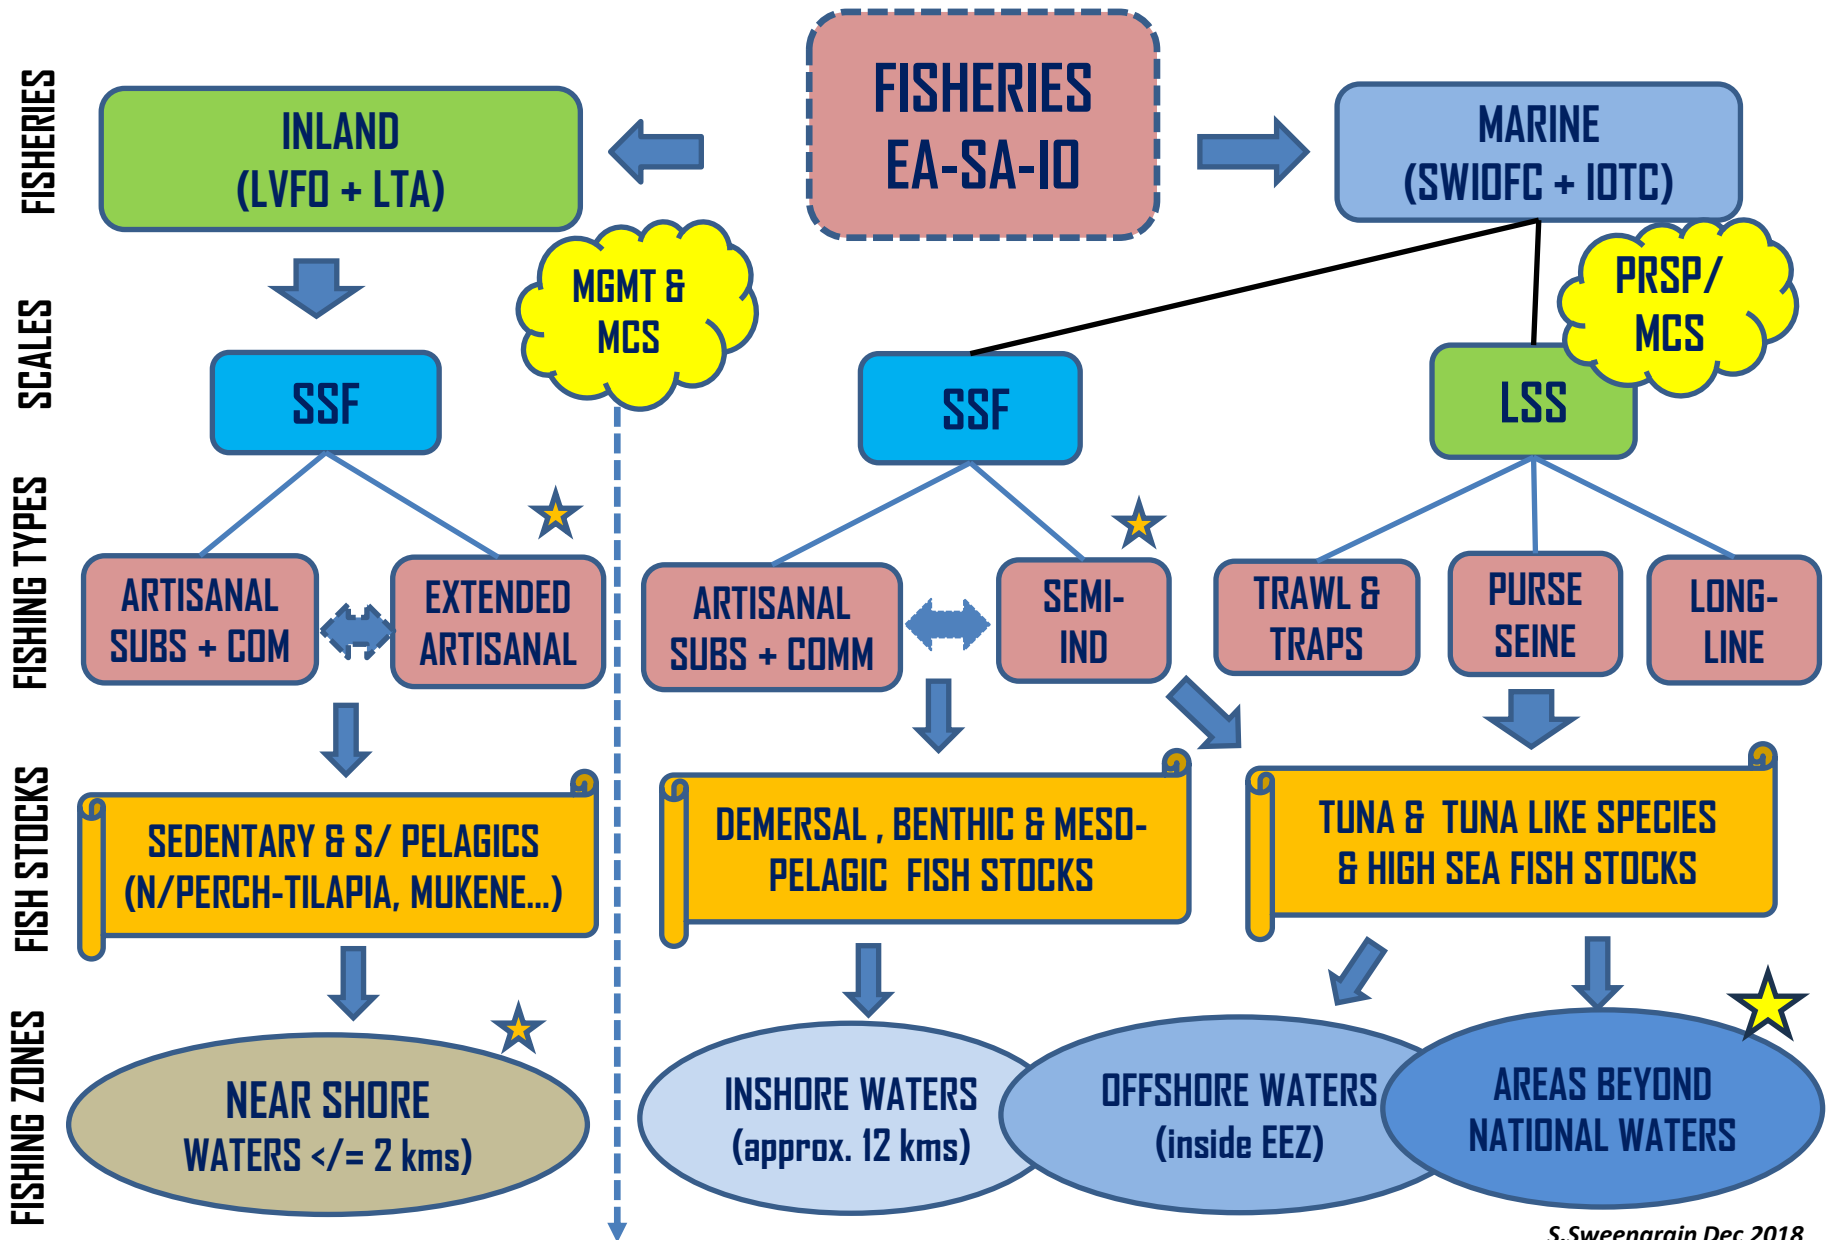 FISHERIES
FISHERIES
EA-SA-IO
INLAND
(LVFO + LTA)
MARINE
(SWIOFC + IOTC)
SCALES
MGMT &
MCS
PRSP/
MCS
SSF
SSF
LSS
FISHING TYPES
ARTISANAL
SUBS + COM
EXTENDED
ARTISANAL
ARTISANAL
SUBS + COMM
SEMI-
IND
TRAWL &
TRAPS
PURSE
SEINE
LONG-
LINE
FISH STOCKS
SEDENTARY & S/ PELAGICS
(N/PERCH-TILAPIA, MUKENE...)
DEMERSAL , BENTHIC & MESO-
PELAGIC FISH STOCKS
TUNA & TUNA LIKE SPECIES
& HIGH SEA FISH STOCKS
FISHING ZONES
NEAR SHORE
WATERS </= 2 kms)
INSHORE WATERS
(approx. 12 kms)
OFFSHORE WATERS
(inside EEZ)
AREAS BEYOND
NATIONAL WATERS
S.Sweenarain Dec 2018